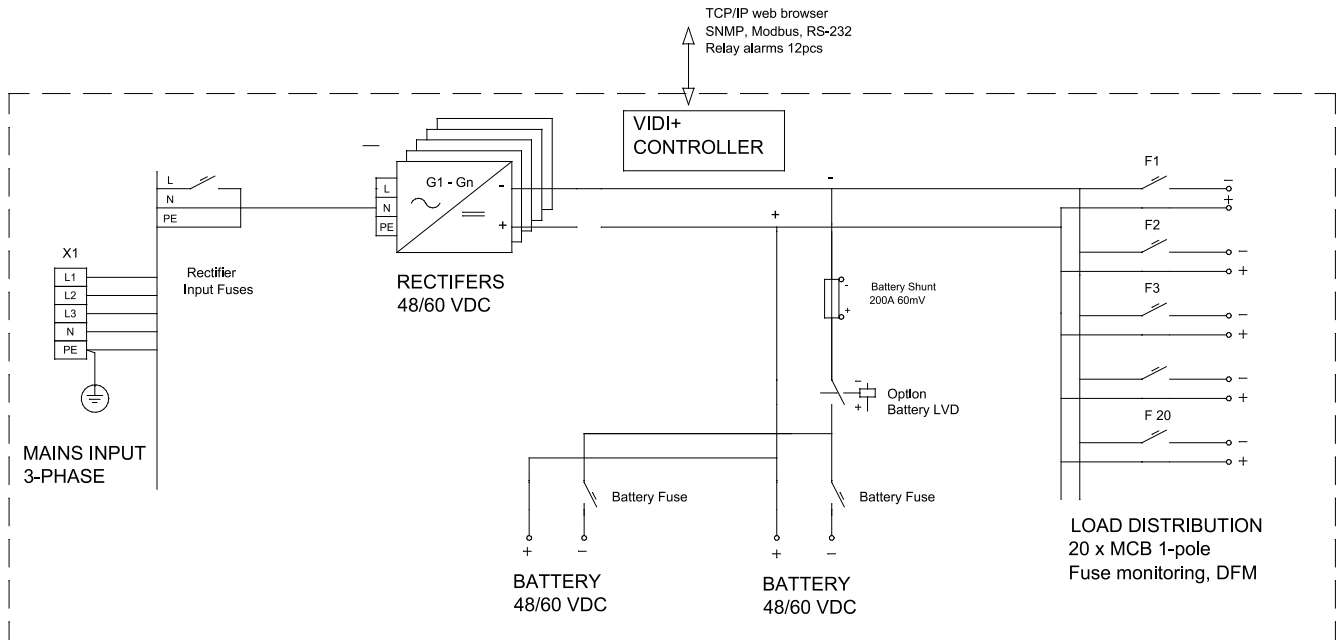 TCP/IP web browser
SNMP, Modbus, RS-232
Relay alarms 12pcs
VIDI+
CONTROLLER
L
N
PE
Rectifier
Input Fuses
X1
L1
L2
L3
N
PE
MAINS INPUT
3-PHASE
L
N
PE
G1 - Gn
-
+
RECTIFERS
48/60 VDC
-
+
Battery Shunt
200A 60mV
-
+
Option
Battery LVD
-
+
Battery Fuse
Battery Fuse
+ -
+ -
BATTERY
48/60 VDC
BATTERY
48/60 VDC
F1
-
+
F2
-
+
F3
-
+
-
+
F 20
-
+
LOAD DISTRIBUTION
20 x MCB 1-pole
Fuse monitoring, DFM